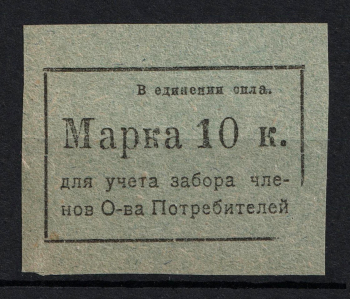 В единении сила.
Марка 10 к.
для учета забора чле-
нов О-ва Потребителей